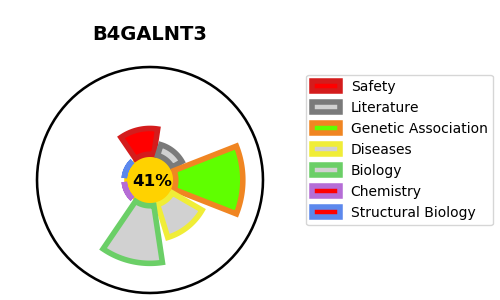 B4GALNT3
41%
Safety
Literature
Genetic Association
Diseases
Biology
Chemistry
Structural Biology